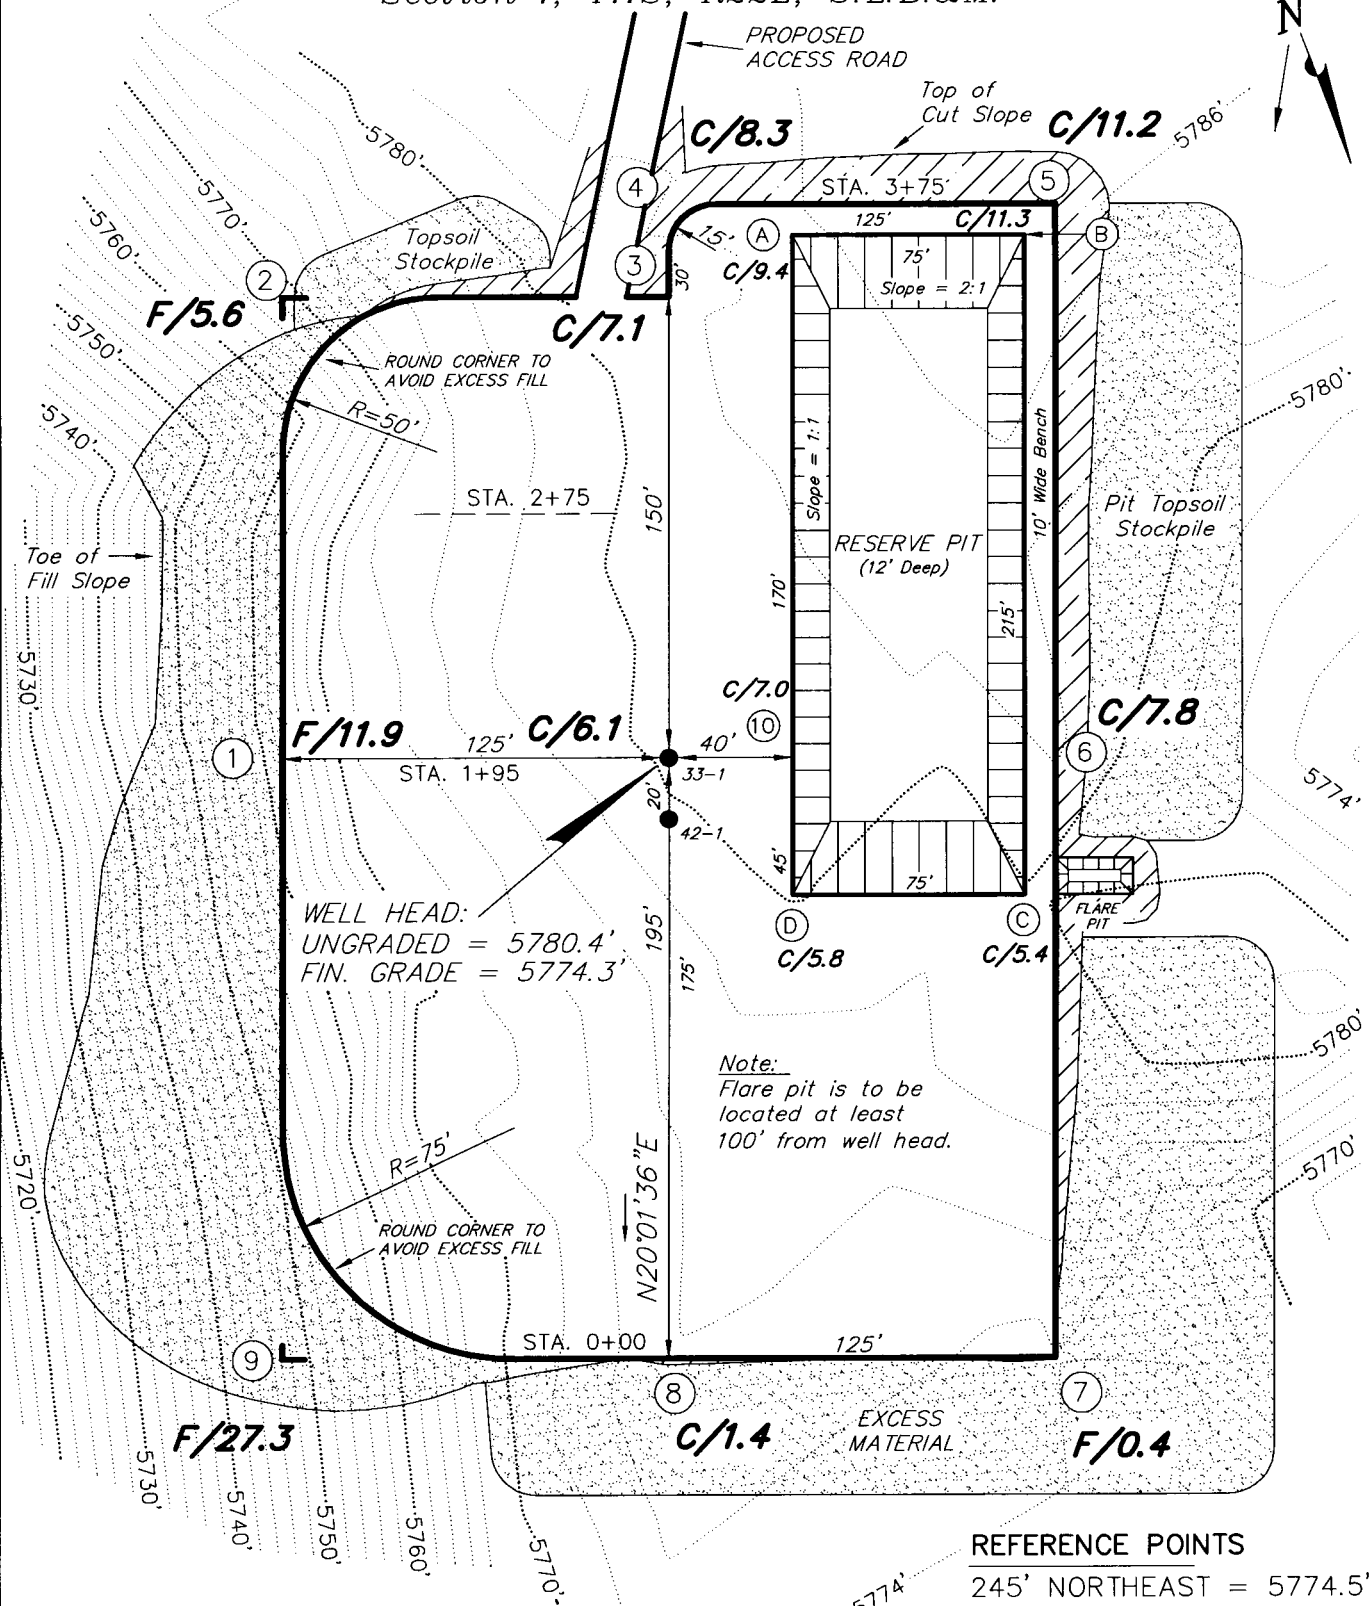 PROPOSED
ACCESS ROAD
N
Top of
Cut Slope
C/8.3
C/11.2
5786'
5780'
4
STA. 3+75
5
5770'
5760'
Topsoil
Stockpile
15'
A
125'
C/11.3
B
2
3
30'
C/9.4
75'
Slope = 2:1
F/5.6
C/7.1
5750'
ROUND CORNER TO
AVOID EXCESS FILL
R=50'
5780'
5740'
STA. 2+75
150'
Slope = 1:1
10' Wide Bench
Pit Topsoil
Stockpile
Toe of
Fill Slope
RESERVE PIT
(12' Deep)
170'
215'
5730'
C/7.0
10
C/7.8
1
F/11.9
125'
C/6.1
40'
6
STA. 1+95
33-1
20'
5774'
42-1
45'
75'
FLARE
PIT
WELL HEAD:
UNGRADED = 5780.4'
FIN. GRADE = 5774.3'
195'
175'
D
C/5.8
C
C/5.4
5780'
Note:
Flare pit is to be
located at least
100' from well head.
R=75'
5720'
5770'
N20°01'36"E
ROUND CORNER TO
AVOID EXCESS FILL
STA. 0+00
125'
9
8
7
F/27.3
C/1.4
EXCESS
MATERIAL
F/0.4
5730'
5740'
5750'
5760'
5770'
5774'
REFERENCE POINTS
245' NORTHEAST = 5774.5'